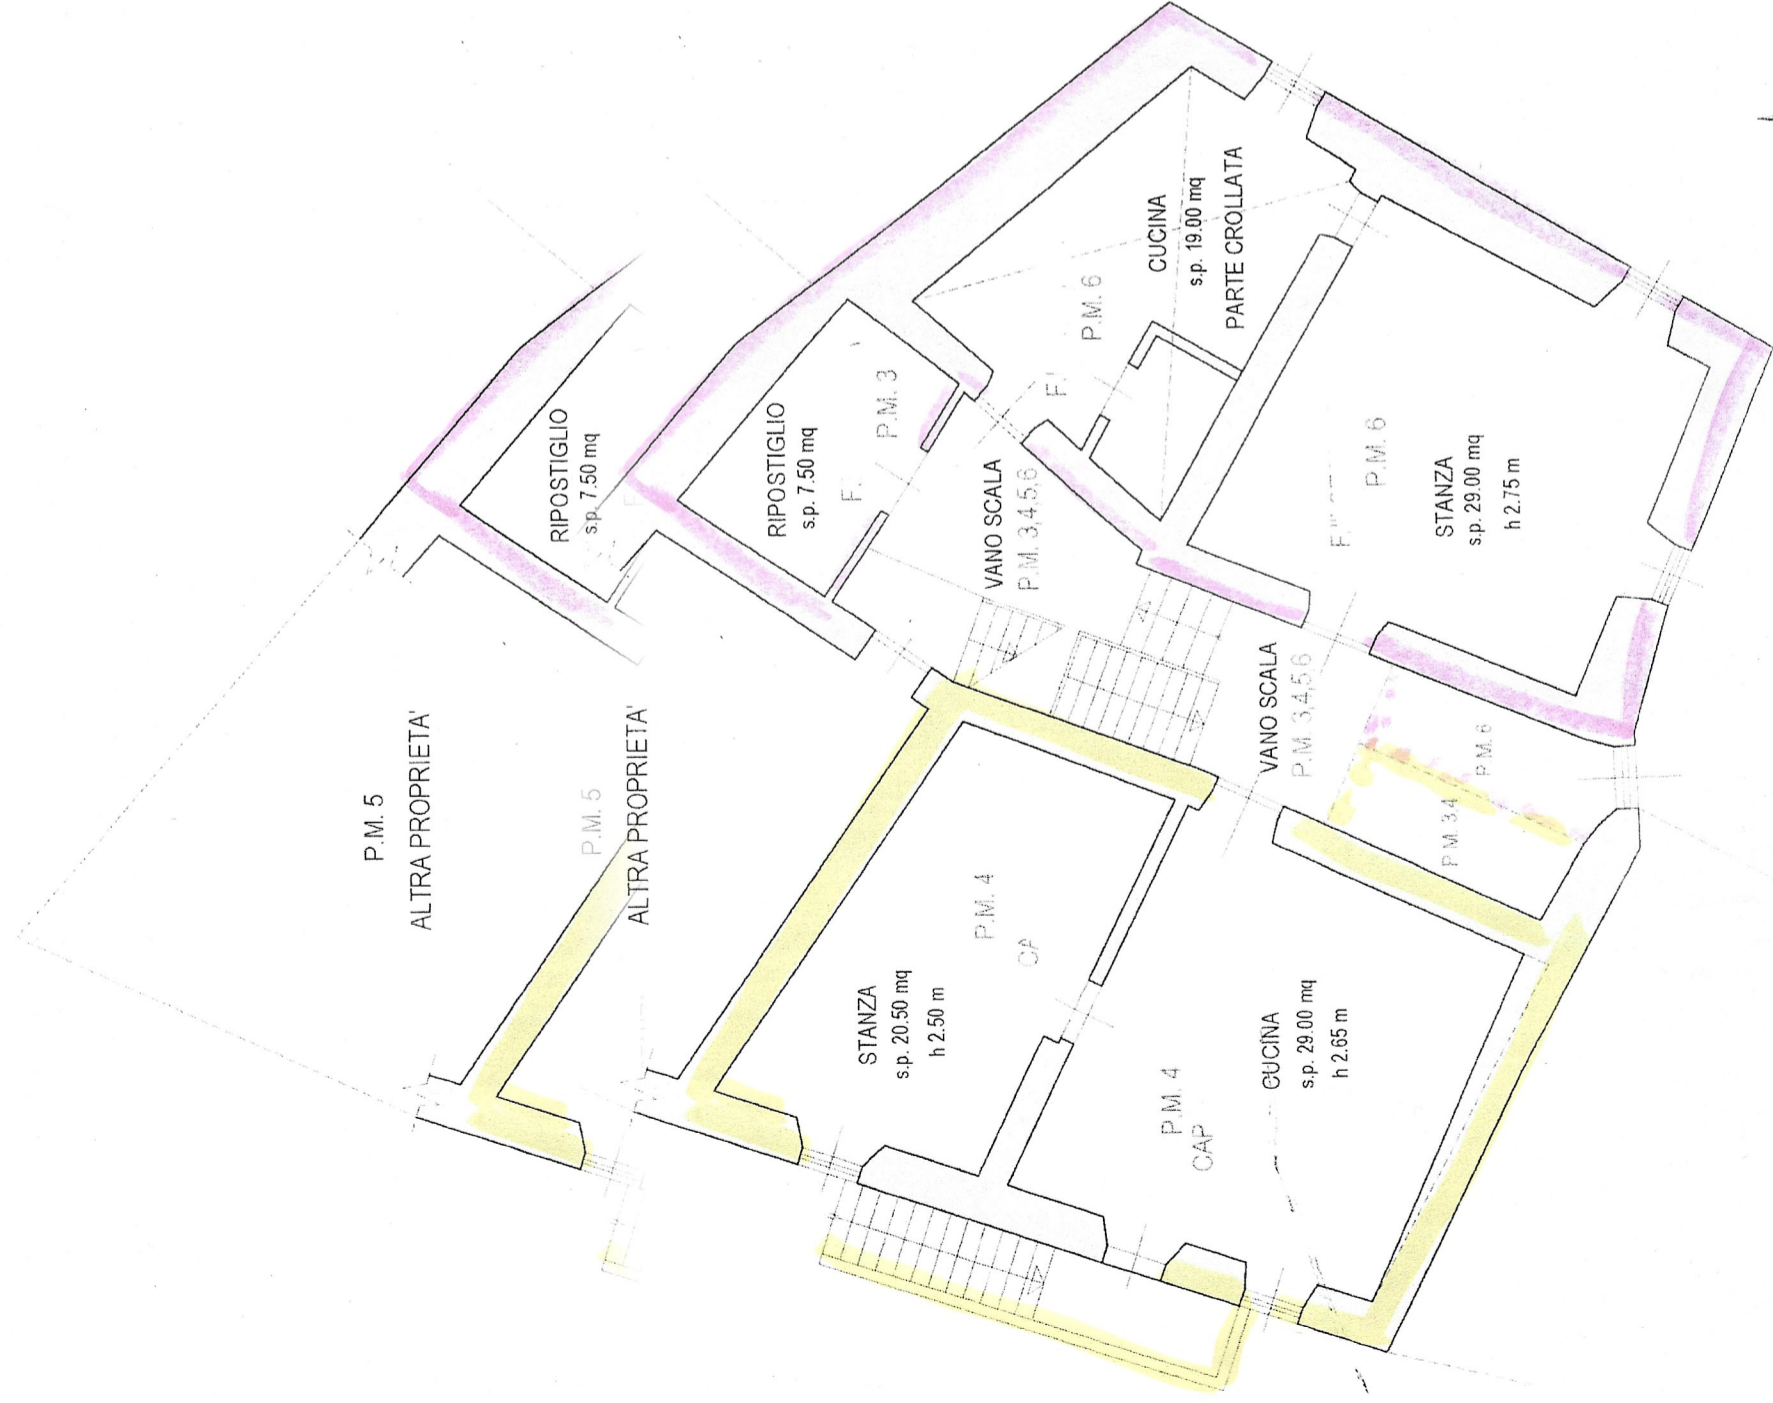 P.M. 5
ALTRA PROPRIETA'
RIPOSTIGLIO
s.p. 7.50 mq
P.M. 5
ALTRA PROPRIETA'
RIPOSTIGLIO
s.p. 7.50 mq
P.M. 3
F.
CUCINA
s.p. 19.00 mq
PARTE CROLLATA
P.M. 6
F.
VANO SCALA
P.M. 3,4,5,6
P.M. 6
STANZA
s.p. 29.00 mq
h 2.75 m
VANO SCALA
P.M. 3,4,5,6
P.M. 6
P.M. 3,4
P.M. 4
STANZA
s.p. 20.50 mq
h 2.50 m
P.M. 4
CAP
CUCINA
s.p. 29.00 mq
h 2.65 m